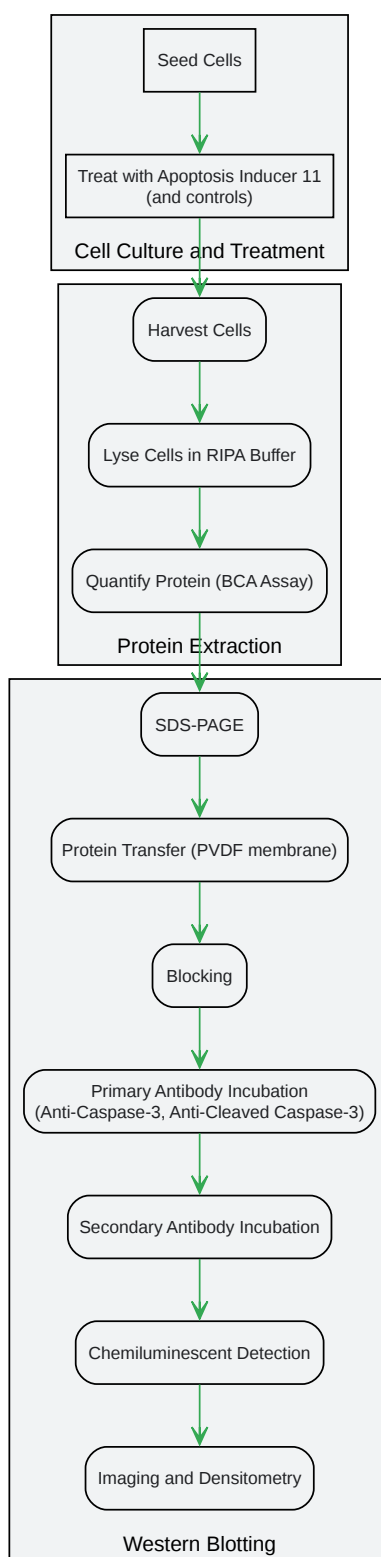 Seed Cells
Treat with Apoptosis Inducer 11
(and controls)
Cell Culture and Treatment
Harvest Cells
Lyse Cells in RIPA Buffer
Quantify Protein (BCA Assay)
Protein Extraction
SDS-PAGE
Protein Transfer (PVDF membrane)
Blocking
Primary Antibody Incubation
(Anti-Caspase-3, Anti-Cleaved Caspase-3)
Secondary Antibody Incubation
Chemiluminescent Detection
Imaging and Densitometry
Western Blotting